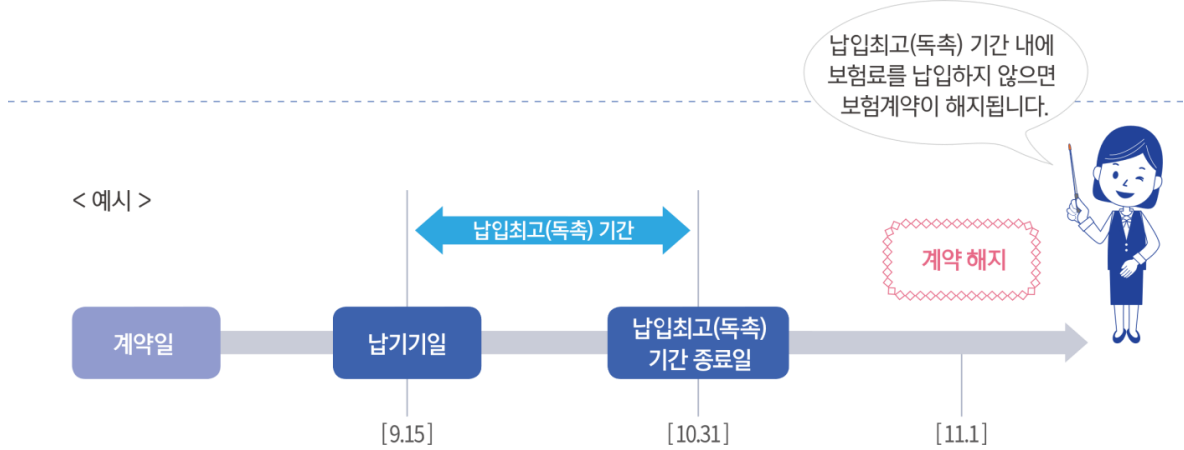 납입최고(독촉) 기간 내에
보험료를 납입하지 않으면
보험계약이 해지됩니다.
< 예시 >
납입최고(독촉) 기간
계약 해지
계약일
납기기일
납입최고(독촉)
기간 종료일
[9.15]
[10.31]
[11.1]